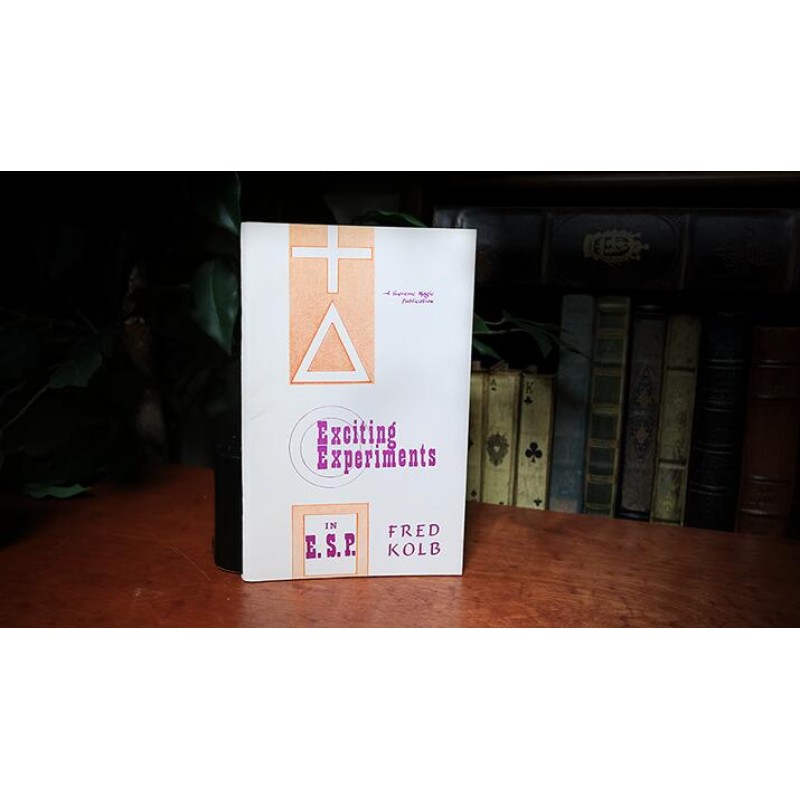 A Supreme Magic
Publication
Exciting
Experiments
IN
E. S. P.
FRED
KOLB
A
K